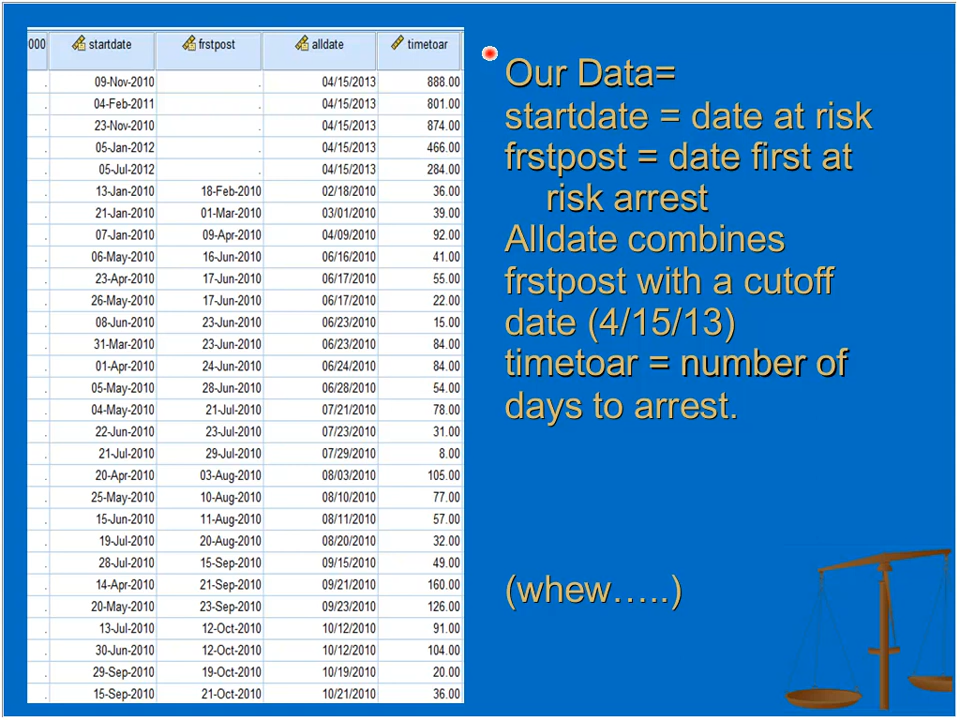 000 startdate frstpost alldate timetoar
. 09-Nov-2010 . 04/15/2013 888.00
. 04-Feb-2011 . 04/15/2013 801.00
. 23-Nov-2010 . 04/15/2013 874.00
. 05-Jan-2012 . 04/15/2013 466.00
. 05-Jul-2012 . 04/15/2013 284.00
. 13-Jan-2010 18-Feb-2010 02/18/2010 36.00
. 21-Jan-2010 01-Mar-2010 03/01/2010 39.00
. 07-Jan-2010 09-Apr-2010 04/09/2010 92.00
. 06-May-2010 16-Jun-2010 06/16/2010 41.00
. 23-Apr-2010 17-Jun-2010 06/17/2010 55.00
. 26-May-2010 17-Jun-2010 06/17/2010 22.00
. 08-Jun-2010 23-Jun-2010 06/23/2010 15.00
. 31-Mar-2010 23-Jun-2010 06/23/2010 84.00
. 01-Apr-2010 24-Jun-2010 06/24/2010 84.00
. 05-May-2010 28-Jun-2010 06/28/2010 54.00
. 04-May-2010 21-Jul-2010 07/21/2010 78.00
. 22-Jun-2010 23-Jul-2010 07/23/2010 31.00
. 21-Jul-2010 29-Jul-2010 07/29/2010 8.00
. 20-Apr-2010 03-Aug-2010 08/03/2010 105.00
. 25-May-2010 10-Aug-2010 08/10/2010 77.00
. 15-Jun-2010 11-Aug-2010 08/11/2010 57.00
. 19-Jul-2010 20-Aug-2010 08/20/2010 32.00
. 28-Jul-2010 15-Sep-2010 09/15/2010 49.00
. 14-Apr-2010 21-Sep-2010 09/21/2010 160.00
. 20-May-2010 23-Sep-2010 09/23/2010 126.00
. 13-Jul-2010 12-Oct-2010 10/12/2010 91.00
. 30-Jun-2010 12-Oct-2010 10/12/2010 104.00
. 29-Sep-2010 19-Oct-2010 10/19/2010 20.00
. 15-Sep-2010 21-Oct-2010 10/21/2010 36.00
Our Data=
startdate = date at risk
frstpost = date first at
risk arrest
Alldate combines
frstpost with a cutoff
date (4/15/13)
timetoar = number of
days to arrest.
(whew…..)